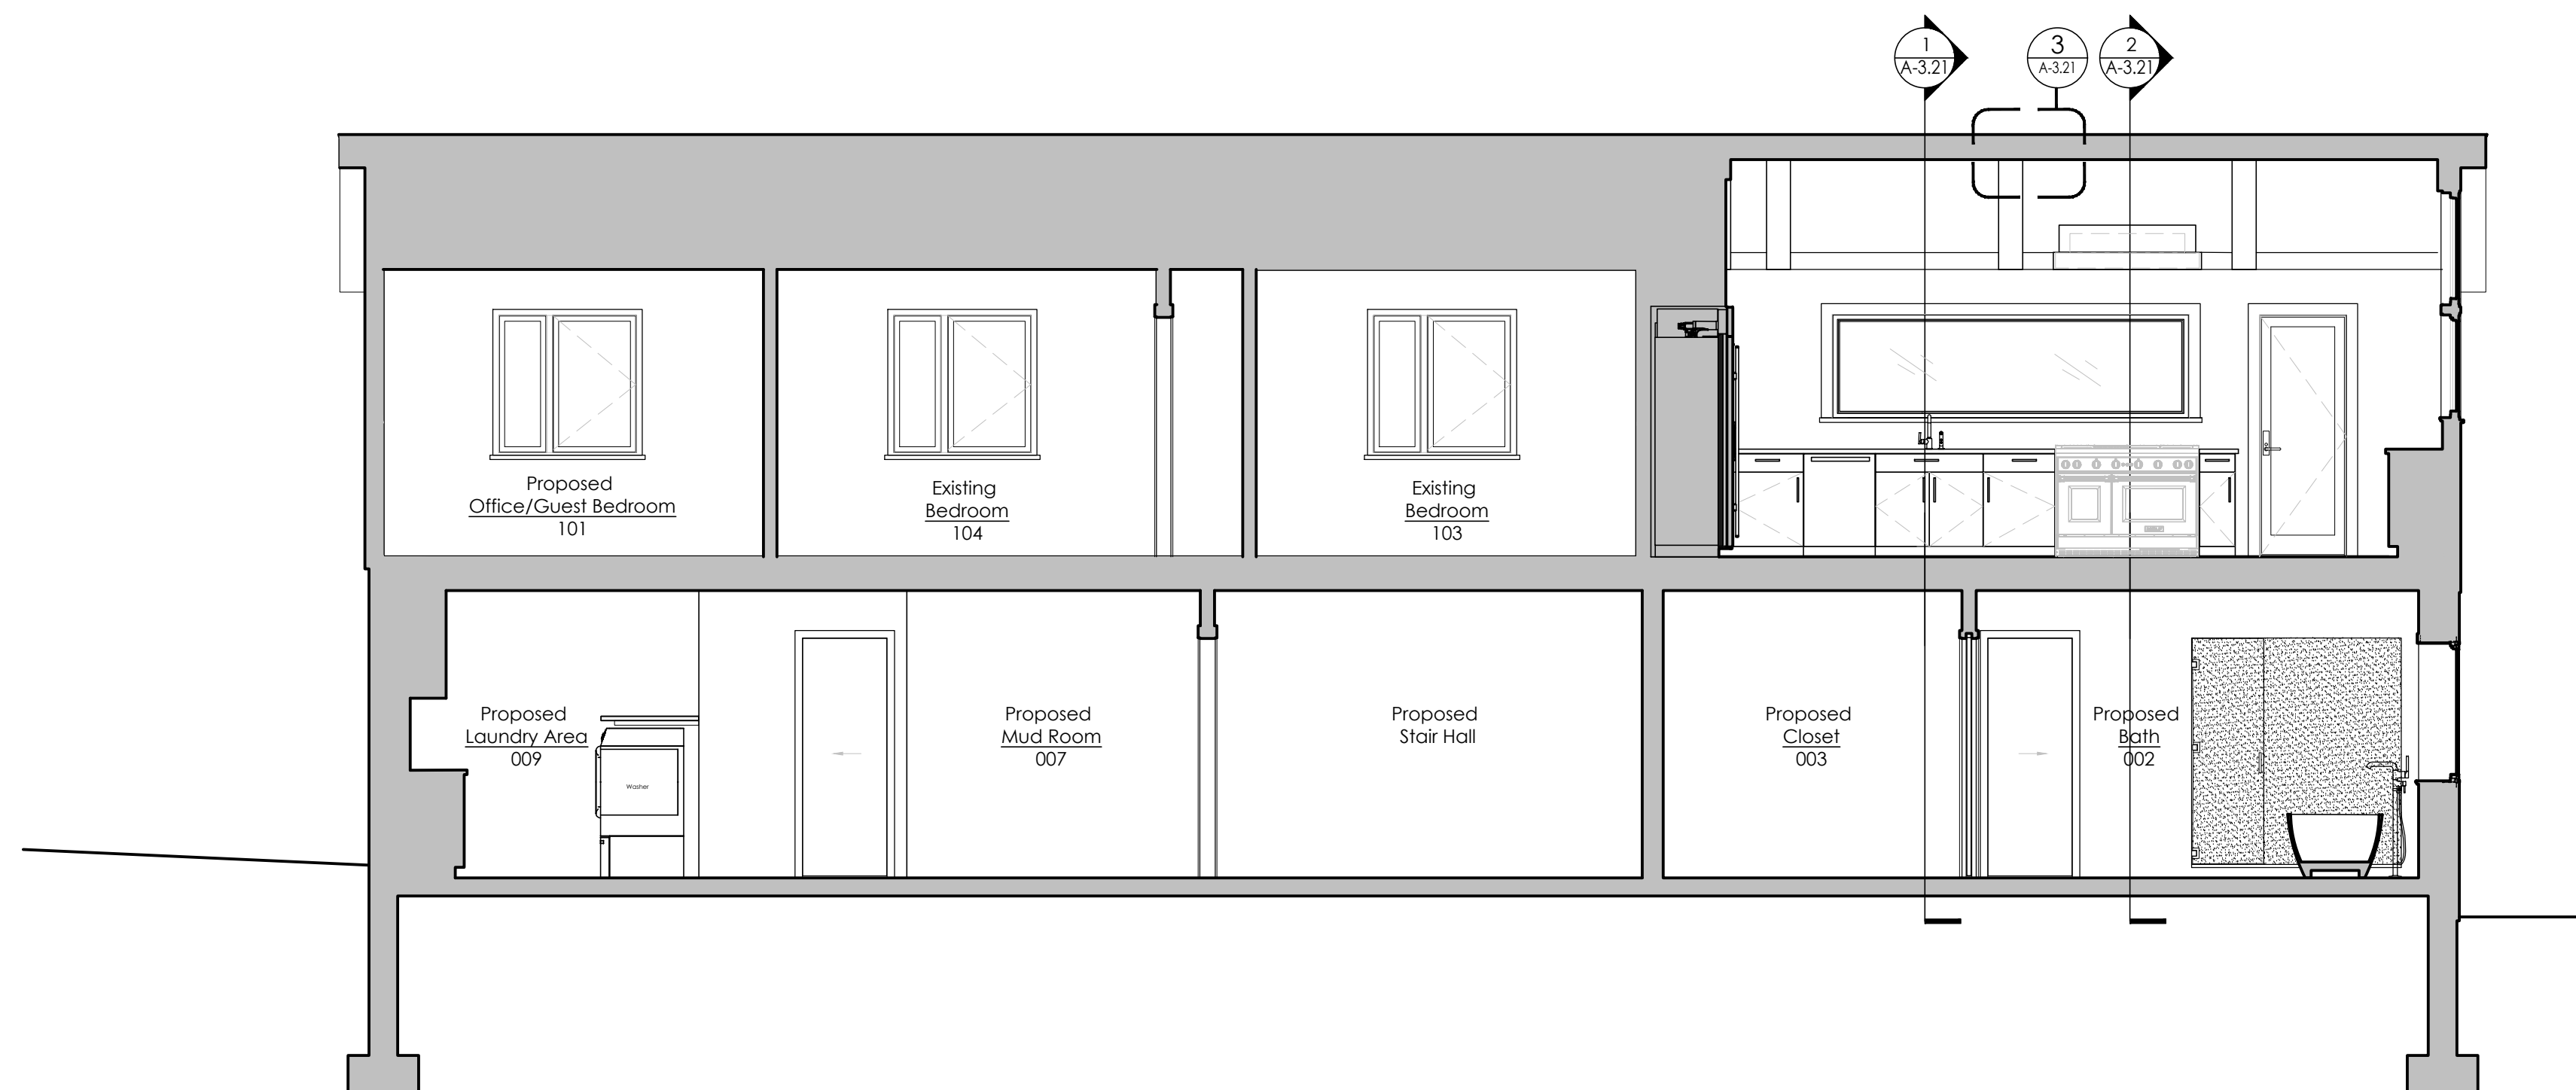 1
A-3.21
3
A-3.21
2
A-3.21
Proposed
Office/Guest Bedroom
101
Existing
Bedroom
104
Existing
Bedroom
103
Proposed
Laundry Area
009
Washer
Proposed
Mud Room
007
Proposed
Stair Hall
Proposed
Closet
003
Proposed
Bath
002